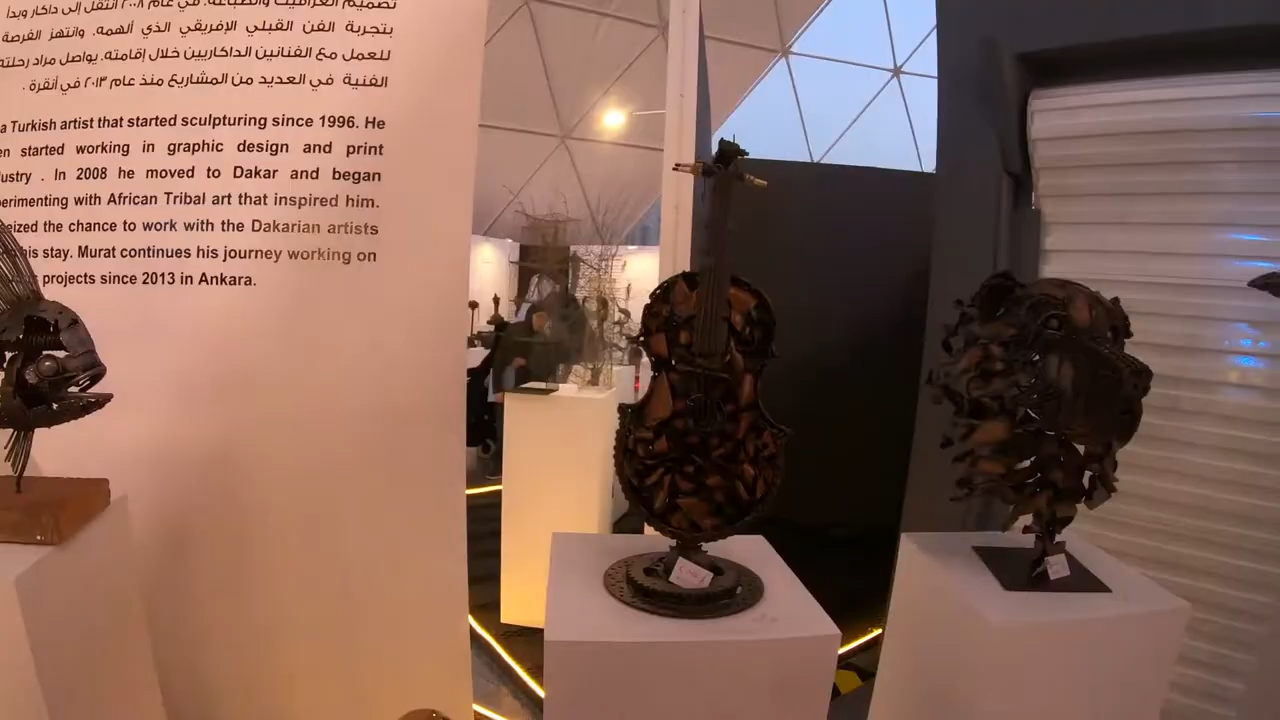 تصميم الغرافيك والطباعة. في عام ٢٠٠٨ انتقل إلى داكار وبدأ
بتجربة الفن القبلي الإفريقي الذي ألهمه. وانتهز الفرصة
للعمل مع الفنانين الداكاريين خلال إقامته. يواصل مراد رحلته
الفنية في العديد من المشاريع منذ عام ٢٠١٣ في أنقرة .
a Turkish artist that started sculpturing since 1996. He
started working in graphic design and print
. In 2008 he moved to Dakar and began
with African Tribal art that inspired him.
the chance to work with the Dakarian artists
his stay. Murat continues his journey working on
projects since 2013 in Ankara.